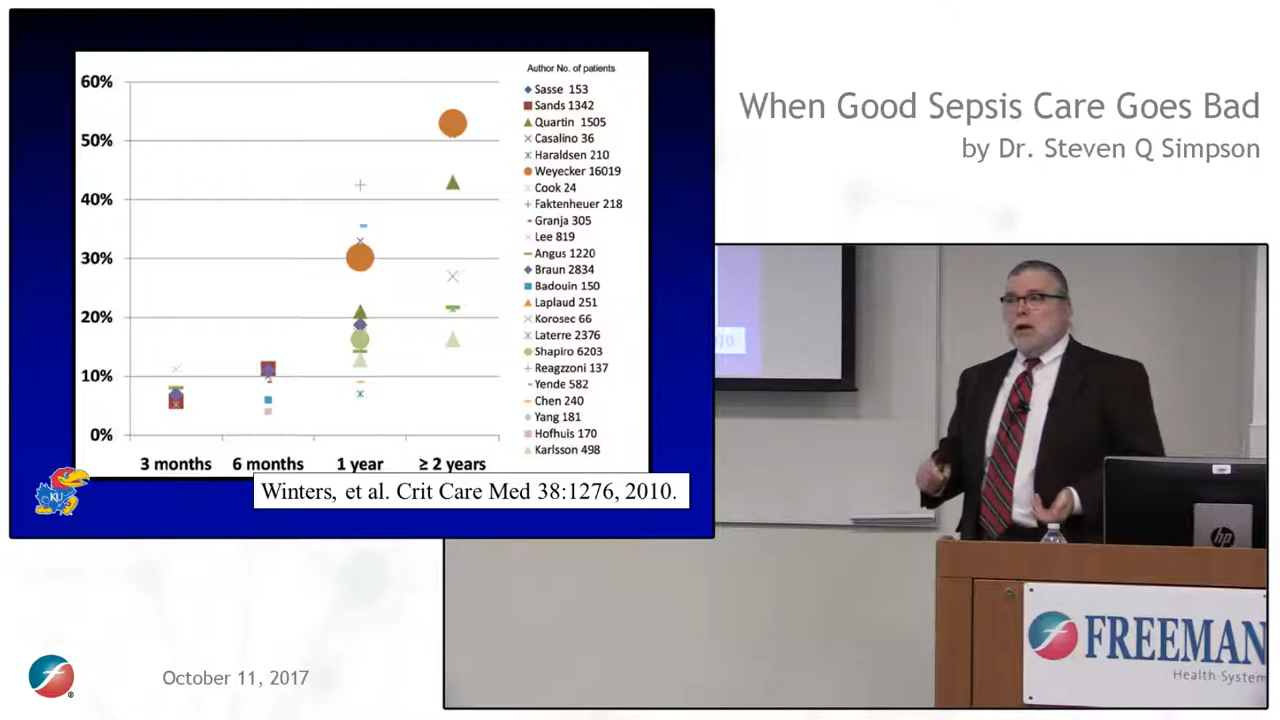 When Good Sepsis Care Goes Bad
by Dr. Steven Q Simpson
60%
50%
40%
30%
20%
10%
0%
3 months 6 months 1 year ≥ 2 years
Author No. of patients
Sasse 153
Sands 1342
Quartin 1505
Casalino 36
Haraldsen 210
Weyecker 16019
Cook 24
Faktenheuer 218
Granja 305
Lee 819
Angus 1220
Braun 2834
Badouin 150
Laplaud 251
Korosec 66
Laterre 2376
Shapiro 6203
Reagzzoni 137
Yende 582
Chen 240
Yang 181
Hofhuis 170
Karlsson 498
KU
Winters, et al. Crit Care Med 38:1276, 2010.
hp
FREEMAN
Health System
October 11, 2017